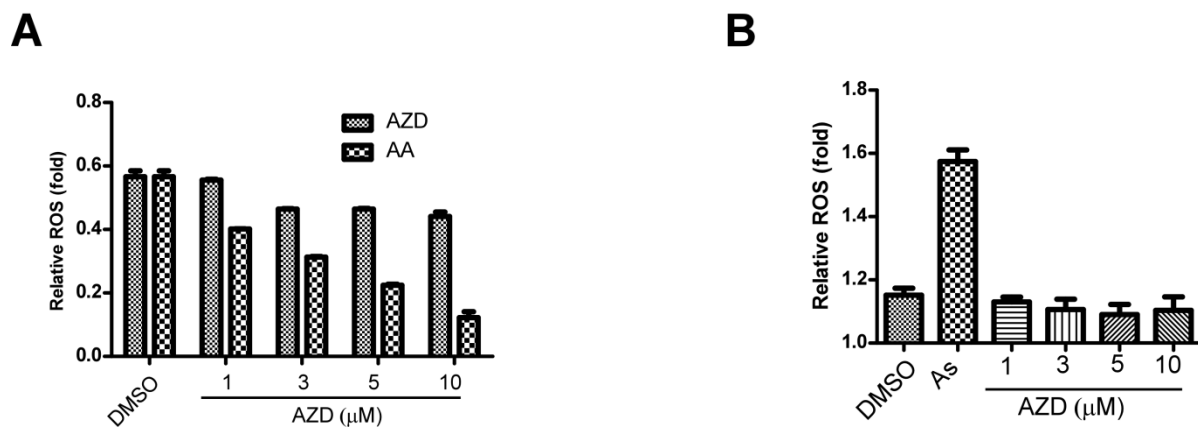 A
Relative ROS (fold)
0.8
0.6
0.4
0.2
0.0
AZD
AA
DMSO
1 3 5 10
AZD (μM)
B
Relative ROS (fold)
1.8
1.6
1.4
1.2
1.0
DMSO
As
1 3 5 10
AZD (μM)